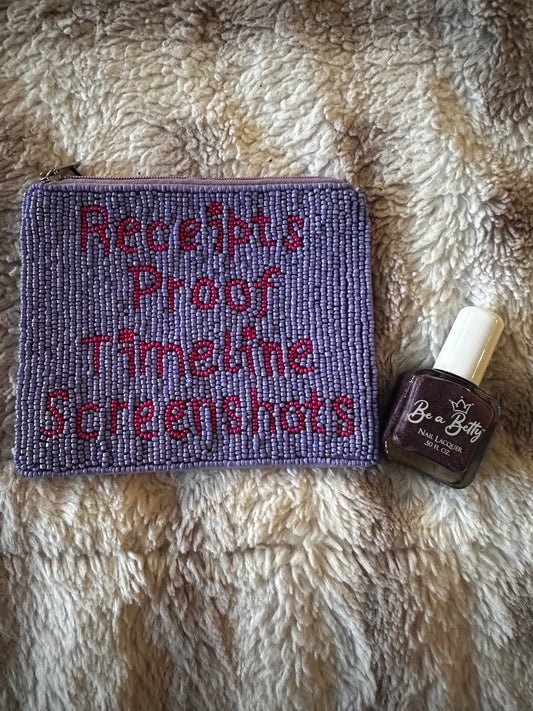 Receipts
Proof
Timeline
Screenshots
Be a Betty
NAIL LACQUER
.50 FL OZ.